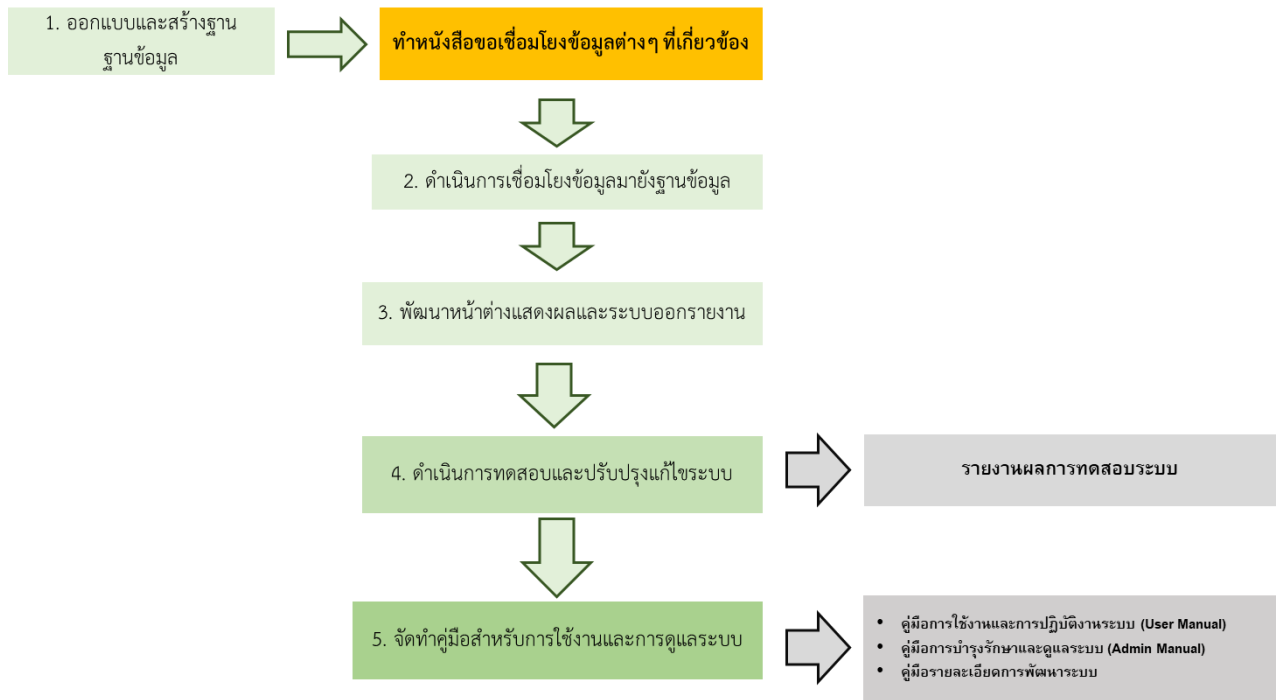 1. ออกแบบและสร้างฐาน
ฐานข้อมูล
ทำหนังสือขอเชื่อมโยงข้อมูลต่างๆ ที่เกี่ยวข้อง
2. ดำเนินการเชื่อมโยงข้อมูลมายังฐานข้อมูล
3. พัฒนาหน้าต่างแสดงผลและระบบออกรายงาน
4. ดำเนินการทดสอบและปรับปรุงแก้ไขระบบ
รายงานผลการทดสอบระบบ
5. จัดทำคู่มือสำหรับการใช้งานและการดูแลระบบ
• คู่มือการใช้งานและการปฏิบัติงานระบบ (User Manual)
• คู่มือการบำรุงรักษาและดูแลระบบ (Admin Manual)
• คู่มือรายละเอียดการพัฒนาระบบ